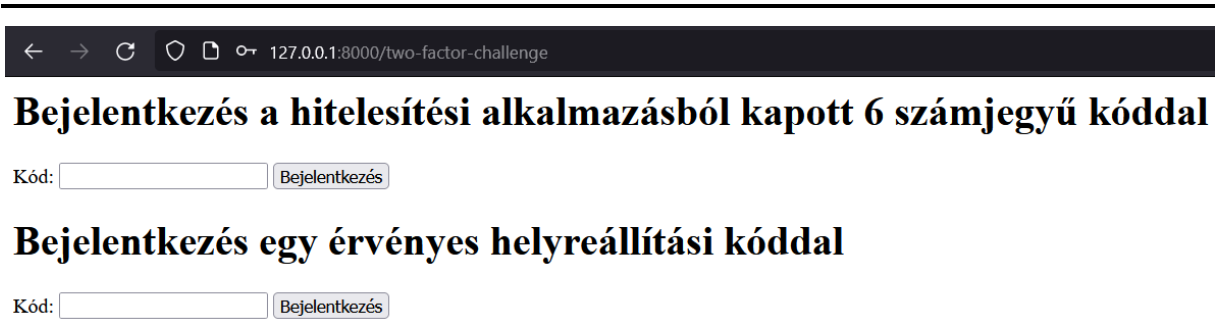 127.0.0.1:8000/two-factor-challenge
Bejelentkezés a hitelesítési alkalmazásból kapott 6 számjegyű kóddal
Kód: Bejelentkezés
Bejelentkezés egy érvényes helyreállítási kóddal
Kód: Bejelentkezés